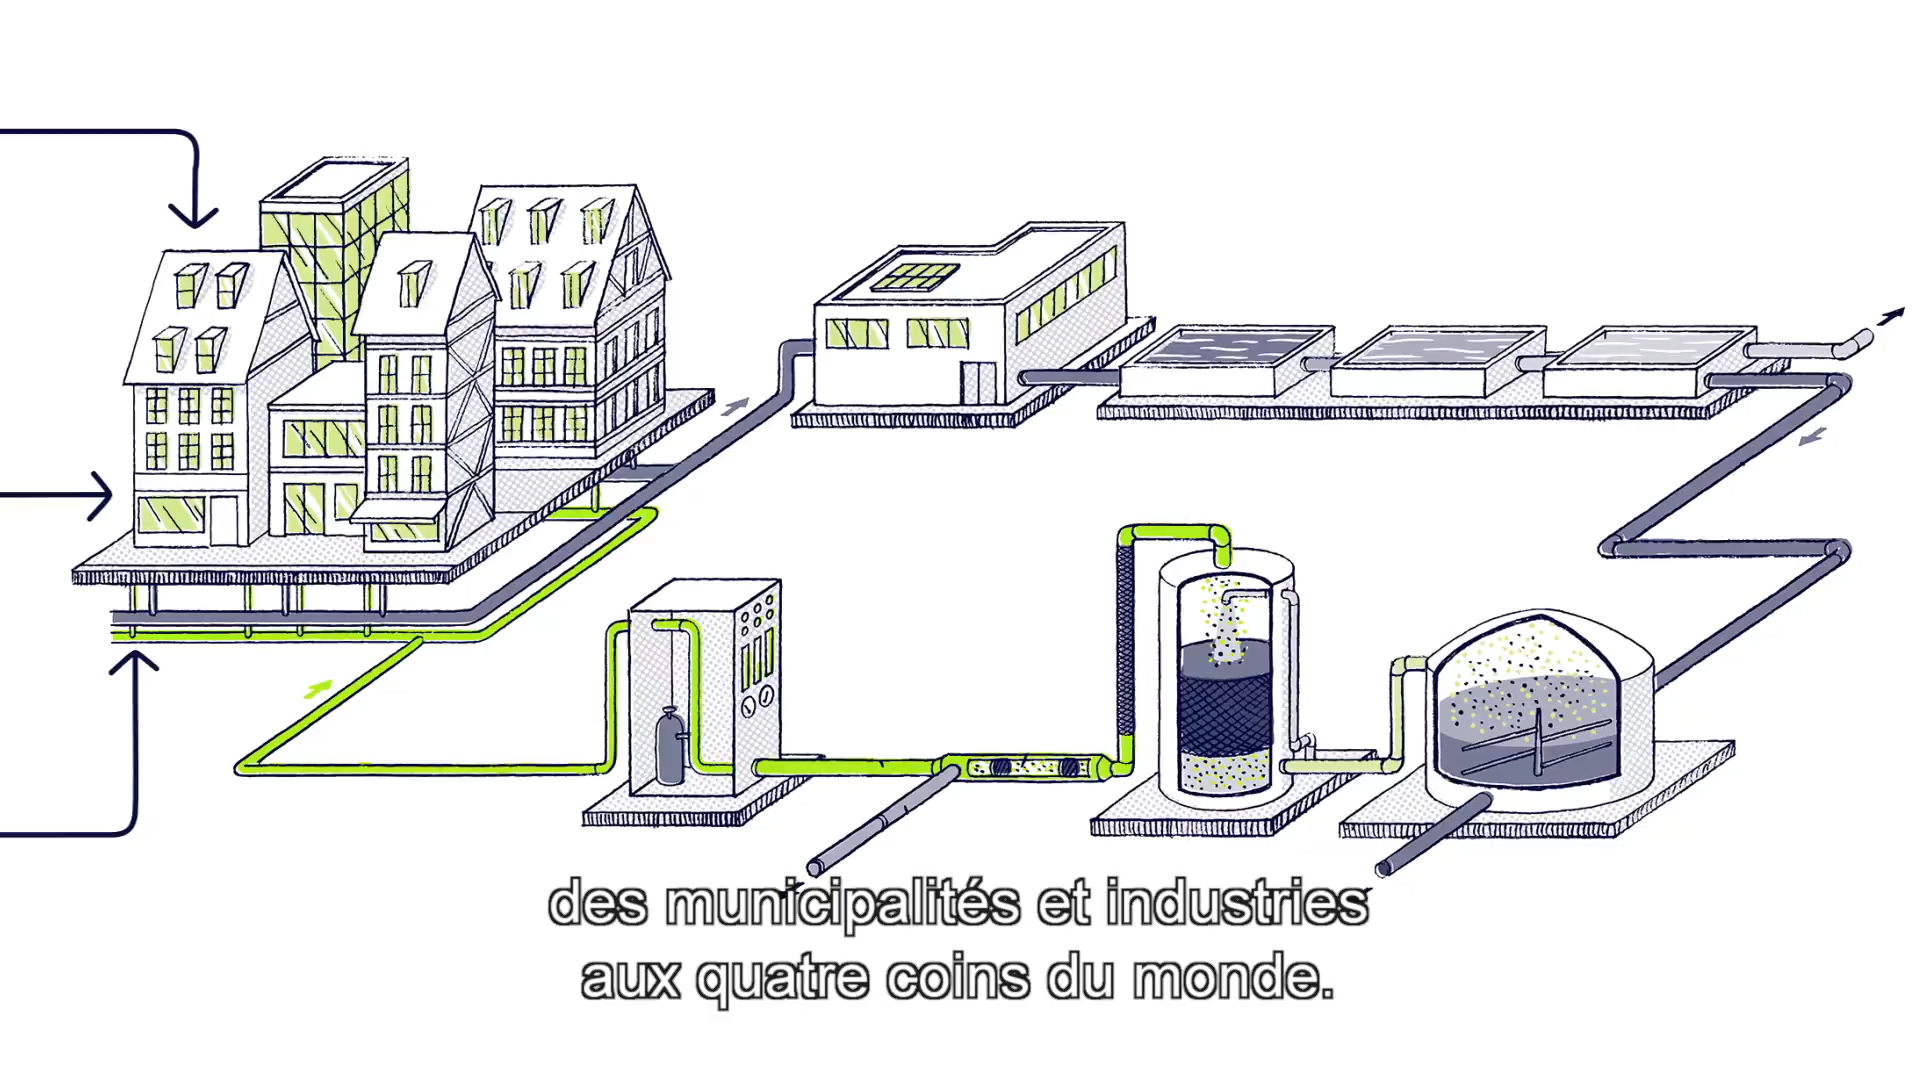 des municipalités et industries
aux quatre coins du monde.